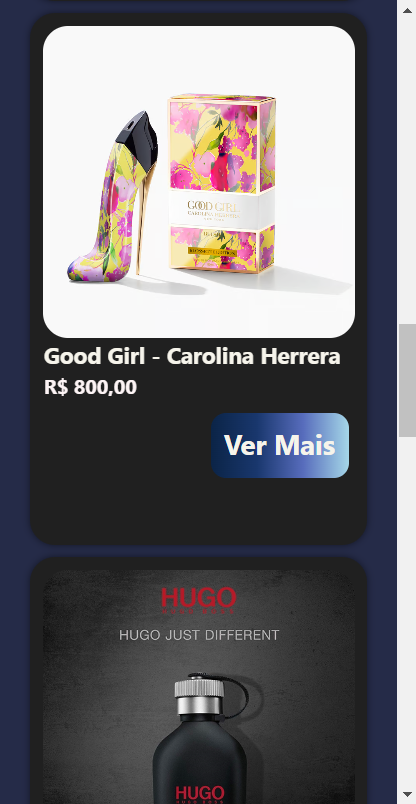 GOOD GIRL
CAROLINA HERRERA
Good Girl - Carolina Herrera
R$ 800,00
Ver Mais
HUGO
HUGO JUST DIFFERENT
HUGO